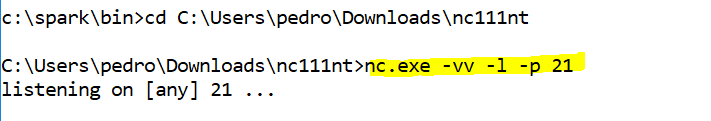 c:\spark\bin>cd C:\Users\pedro\Downloads\nc111nt
C:\Users\pedro\Downloads\nc111nt>nc.exe -vv -l -p 21
listening on [any] 21 ...